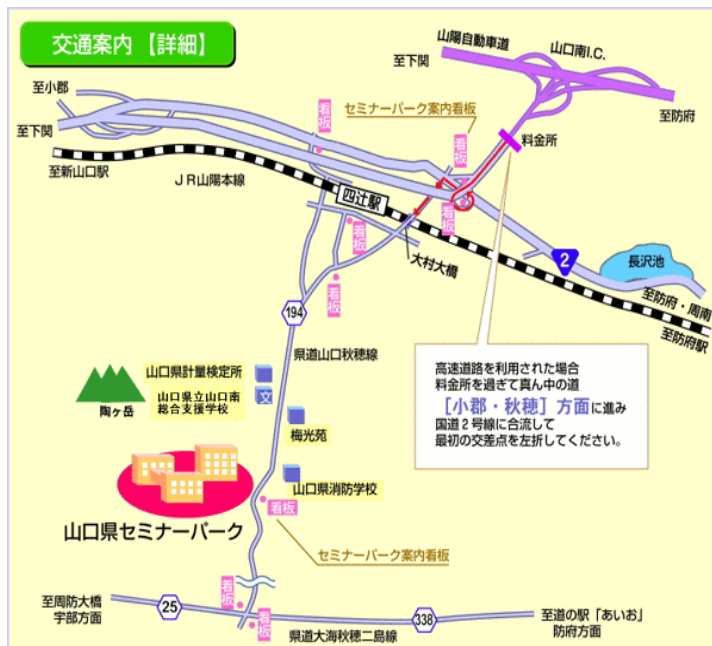 交通案内【詳細】
山陽自動車道
山口南I.C.
至下関
至防府
至小郡
至下関
セミナーパーク案内看板
看板
看板
料金所
至新山口駅
JR山陽本線
四辻駅
看板
看板
大村大橋
2
長沢池
看板
至防府・周南
至防府駅
194
県道山口秋穂線
高速道路を利用された場合
料金所を過ぎて真ん中の道
［小郡・秋穂］方面に進み
国道2号線に合流して
最初の交差点を左折してください。
山口県計量検定所
陶ヶ岳
山口県立山口南
総合支援学校
文
梅光苑
山口県消防学校
看板
山口県セミナーパーク
セミナーパーク案内看板
看板
至周防大橋
宇部方面
25
看板
338
県道大海秋穂二島線
至道の駅「あいお」
防府方面